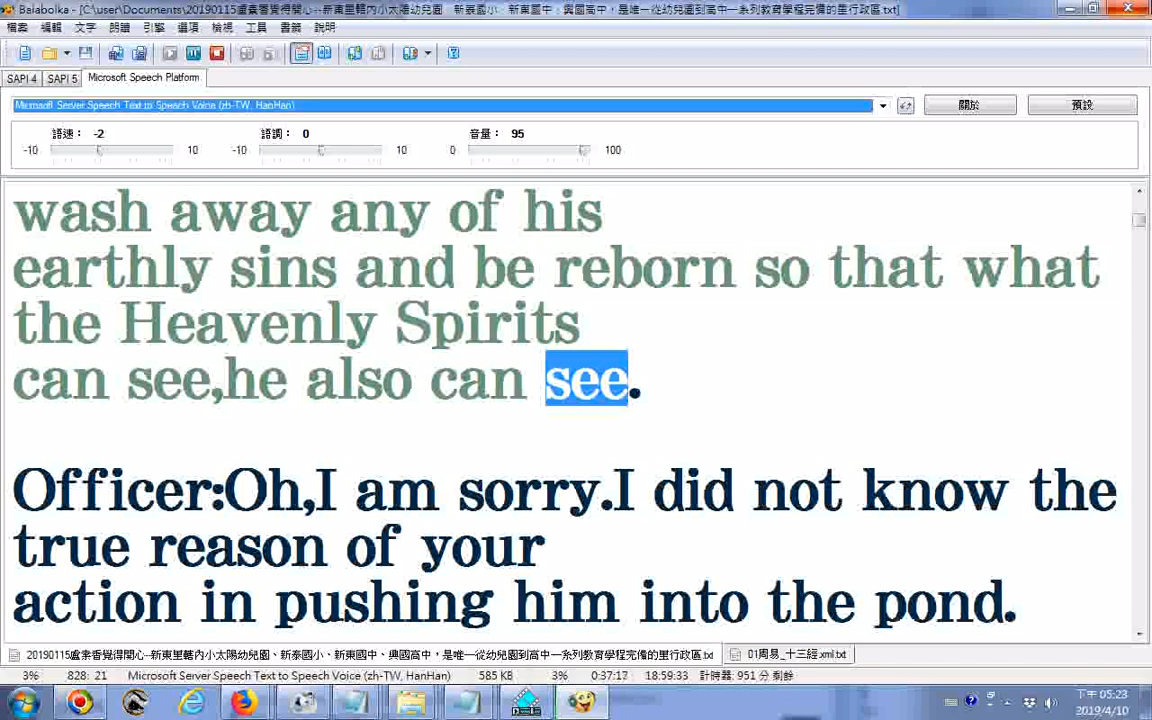 Balabolka - [C:\user\Documents\20190115盧素香覺得開心--新東里轄內小太陽幼兒園、新泰國小、新東國中、興國高中，是唯一從幼兒園到高中一系列教育學程完備的里行政區.txt]
檔案 編輯 文字 朗讀 引擎 選項 檢視 工具 書籤 說明
SAPI 4 SAPI 5 Microsoft Speech Platform
Microsoft Server Speech Text to Speech Voice (zh-TW, HanHan) 關於 預設
語速： -2 語調： 0 音量： 95
-10 10 -10 10 0 100
wash away any of his
earthly sins and be reborn so that what
the Heavenly Spirits
can see,he also can see.
Officer:Oh,I am sorry.I did not know the
true reason of your
action in pushing him into the pond.
20190115盧素香覺得開心--新東里轄內小太陽幼兒園、新泰國小、新東國中、興國高中，是唯一從幼兒園到高中一系列教育學程完備的里行政區.txt 01周易_十三經.xml.txt
3% 828: 21 Microsoft Server Speech Text to Speech Voice (zh-TW, HanHan) 585 KB 3% 0:37:17 18:59:33 計時器: 951 分 剩餘
下午 05:23
2019/4/10